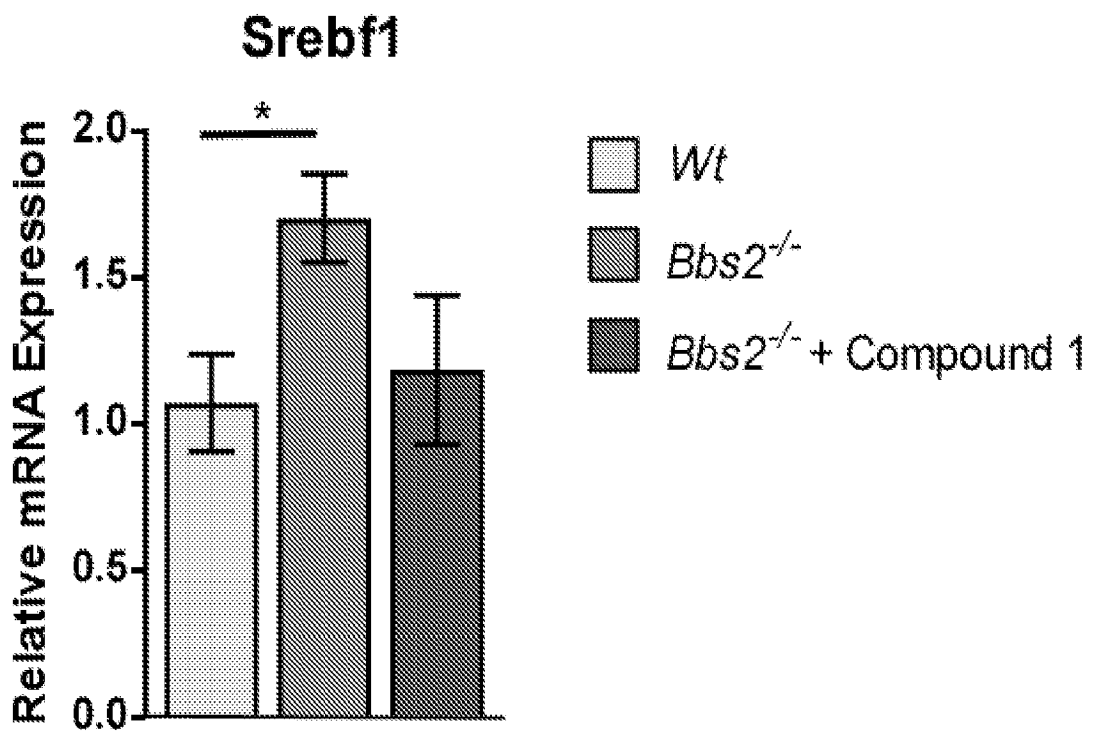 Srebf1
*
Relative mRNA Expression
2.0
1.5
1.0
0.5
0.0
Wt
Bbs2-/-
Bbs2-/- + Compound 1